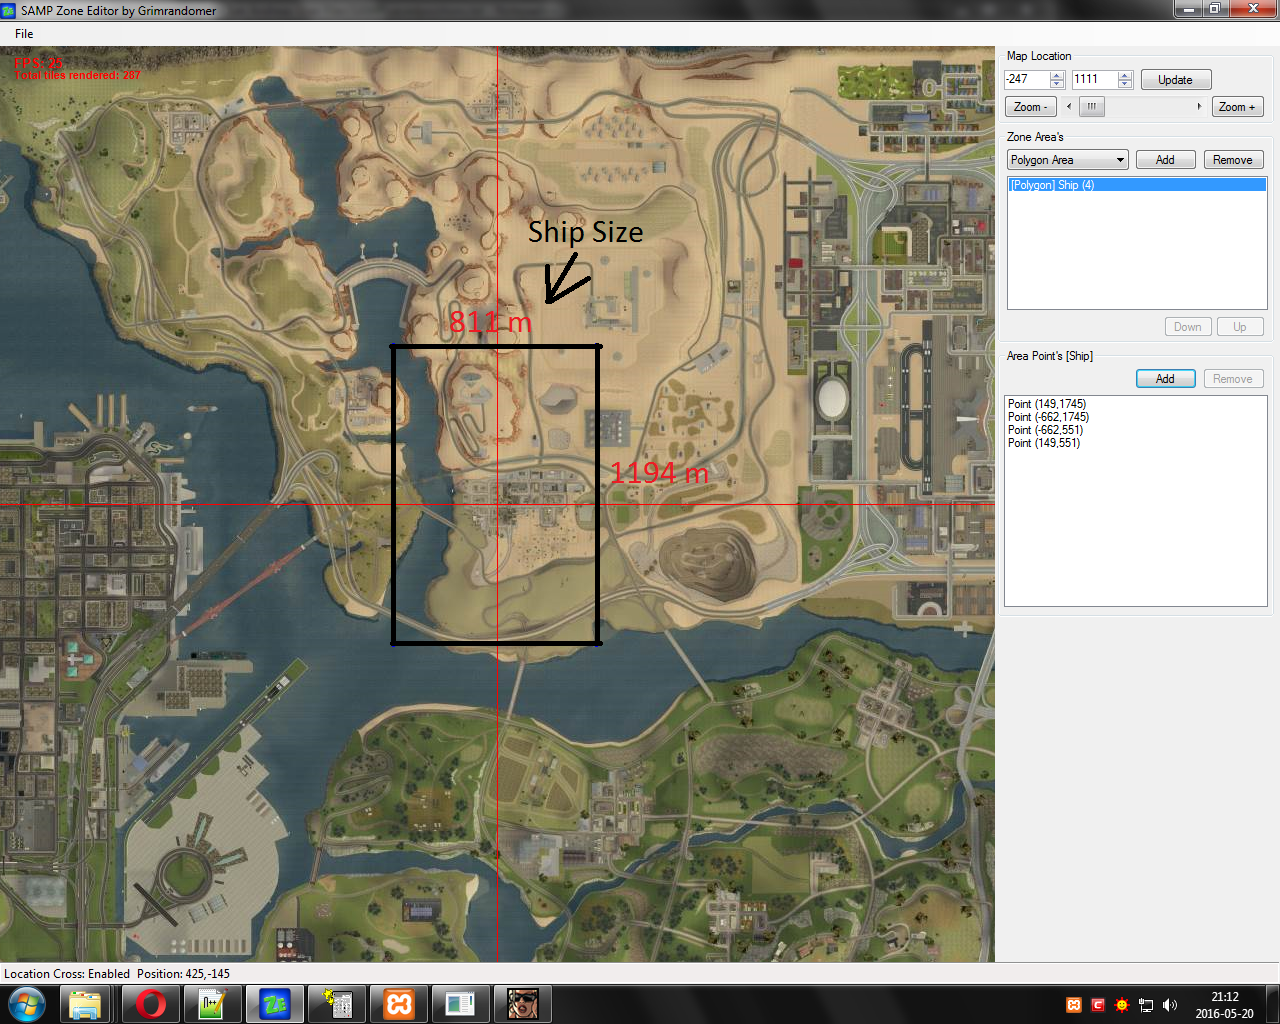 SAMP Zone Editor by Grimrandomer
File
FPS: 26
Total tiles rendered: 287
Ship Size
811 m
1194 m
Map Location
-247
1111
Update
Zoom -
Zoom +
Zone Area's
Polygon Area
Add
Remove
[Polygon] Ship (4)
Down
Up
Area Point's [Ship]
Add
Remove
Point (149,1745)
Point (-662,1745)
Point (-662,551)
Point (149,551)
Location Cross: Enabled Position: 425,-145
21:12
2016-05-20